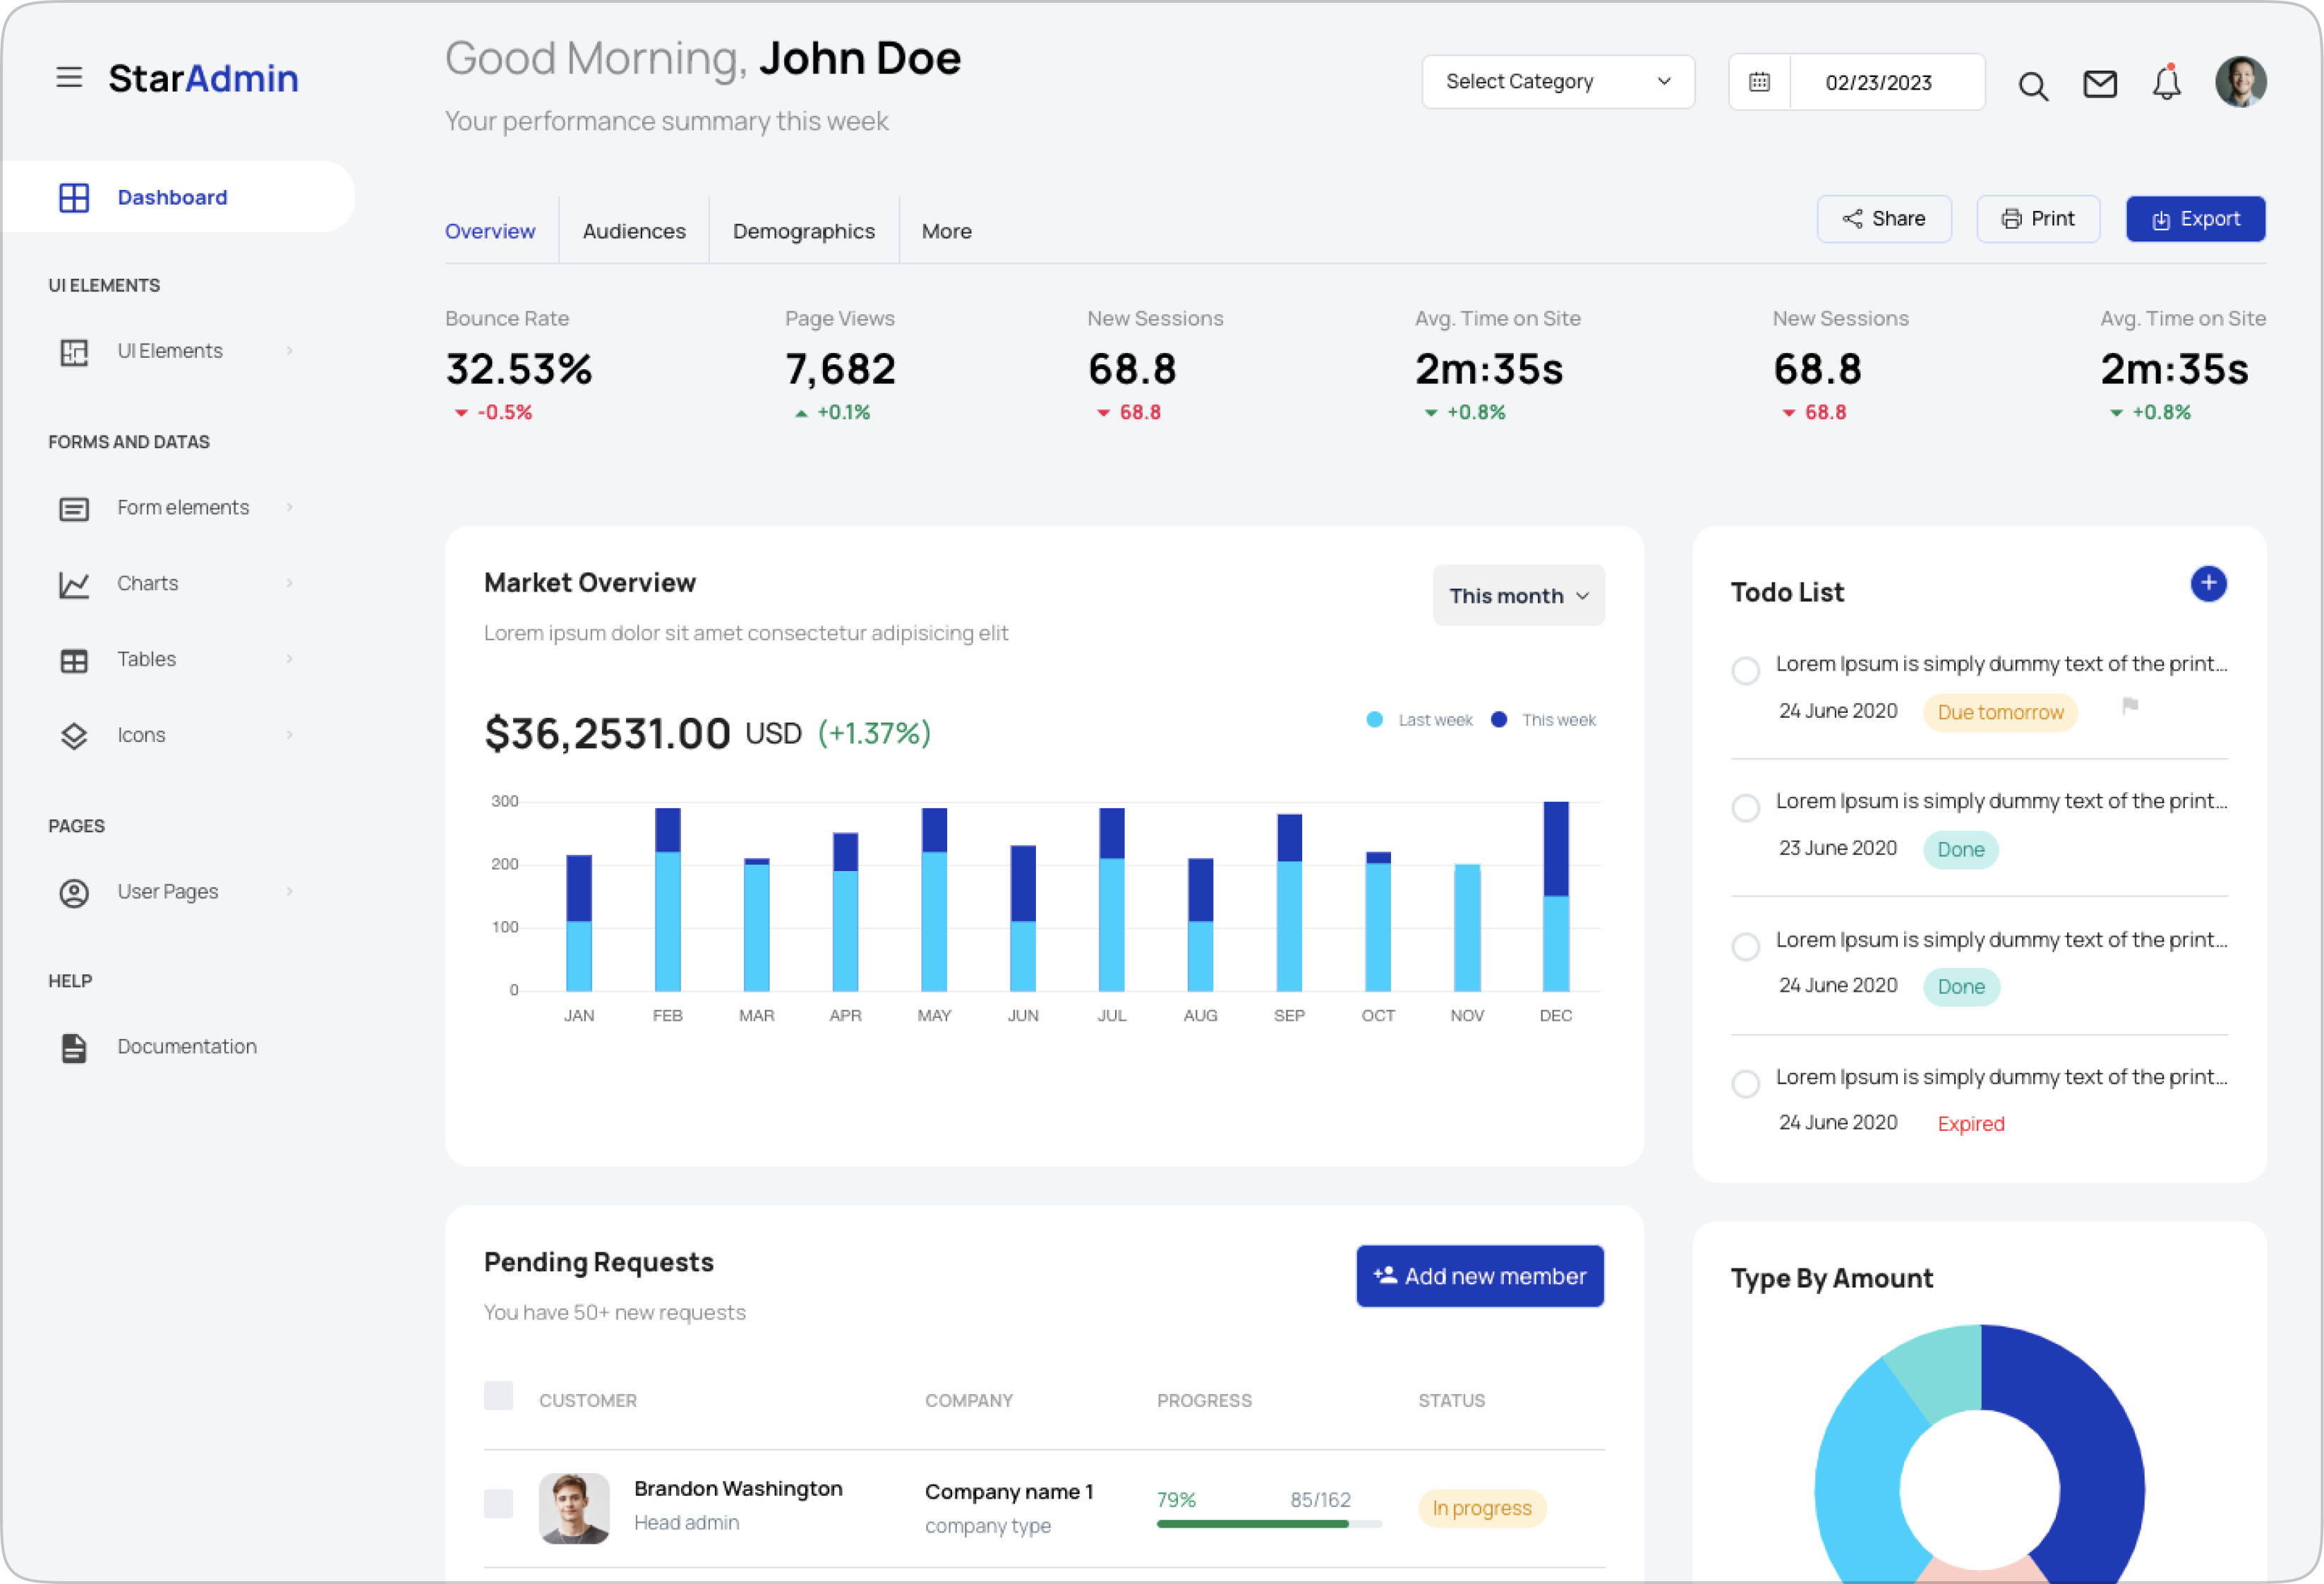 StarAdmin
Good Morning, John Doe
Your performance summary this week
Select Category
02/23/2023
Dashboard
UI ELEMENTS
UI Elements
FORMS AND DATAS
Form elements
Charts
Tables
Icons
PAGES
User Pages
HELP
Documentation
Overview Audiences Demographics More
Share Print Export
Bounce Rate Page Views New Sessions Avg. Time on Site New Sessions Avg. Time on Site
32.53% 7,682 68.8 2m:35s 68.8 2m:35s
-0.5% +0.1% 68.8 +0.8% 68.8 +0.8%
Market Overview
This month
Lorem ipsum dolor sit amet consectetur adipisicing elit
$36,2531.00 USD (+1.37%)
Last week This week
300
200
100
0
JAN FEB MAR APR MAY JUN JUL AUG SEP OCT NOV DEC
Todo List
Lorem Ipsum is simply dummy text of the print...
24 June 2020 Due tomorrow
Lorem Ipsum is simply dummy text of the print...
23 June 2020 Done
Lorem Ipsum is simply dummy text of the print...
24 June 2020 Done
Lorem Ipsum is simply dummy text of the print...
24 June 2020 Expired
Pending Requests
You have 50+ new requests
Add new member
CUSTOMER COMPANY PROGRESS STATUS
Brandon Washington Company name 1 79% 85/162 In progress
Head admin company type
Type By Amount